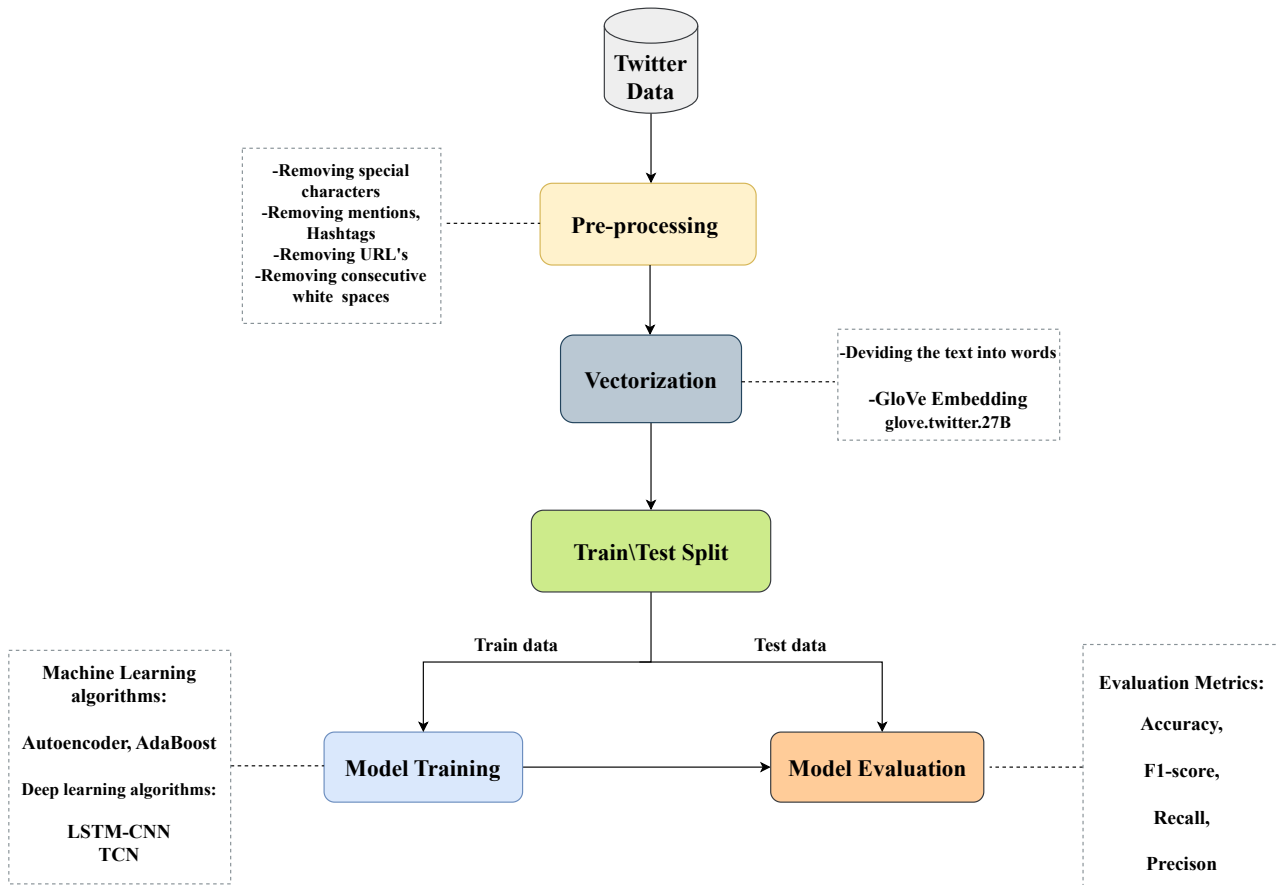 Twitter
Data
-Removing special
characters
-Removing mentions,
Hashtags
-Removing URL's
-Removing consecutive
white spaces
Pre-processing
Vectorization
-Deviding the text into words
-GloVe Embedding
glove.twitter.27B
Train\Test Split
Train data
Test data
Machine Learning
algorithms:
Autoencoder, AdaBoost
Deep learning algorithms:
LSTM-CNN
TCN
Model Training
Model Evaluation
Evaluation Metrics:
Accuracy,
F1-score,
Recall,
Precison